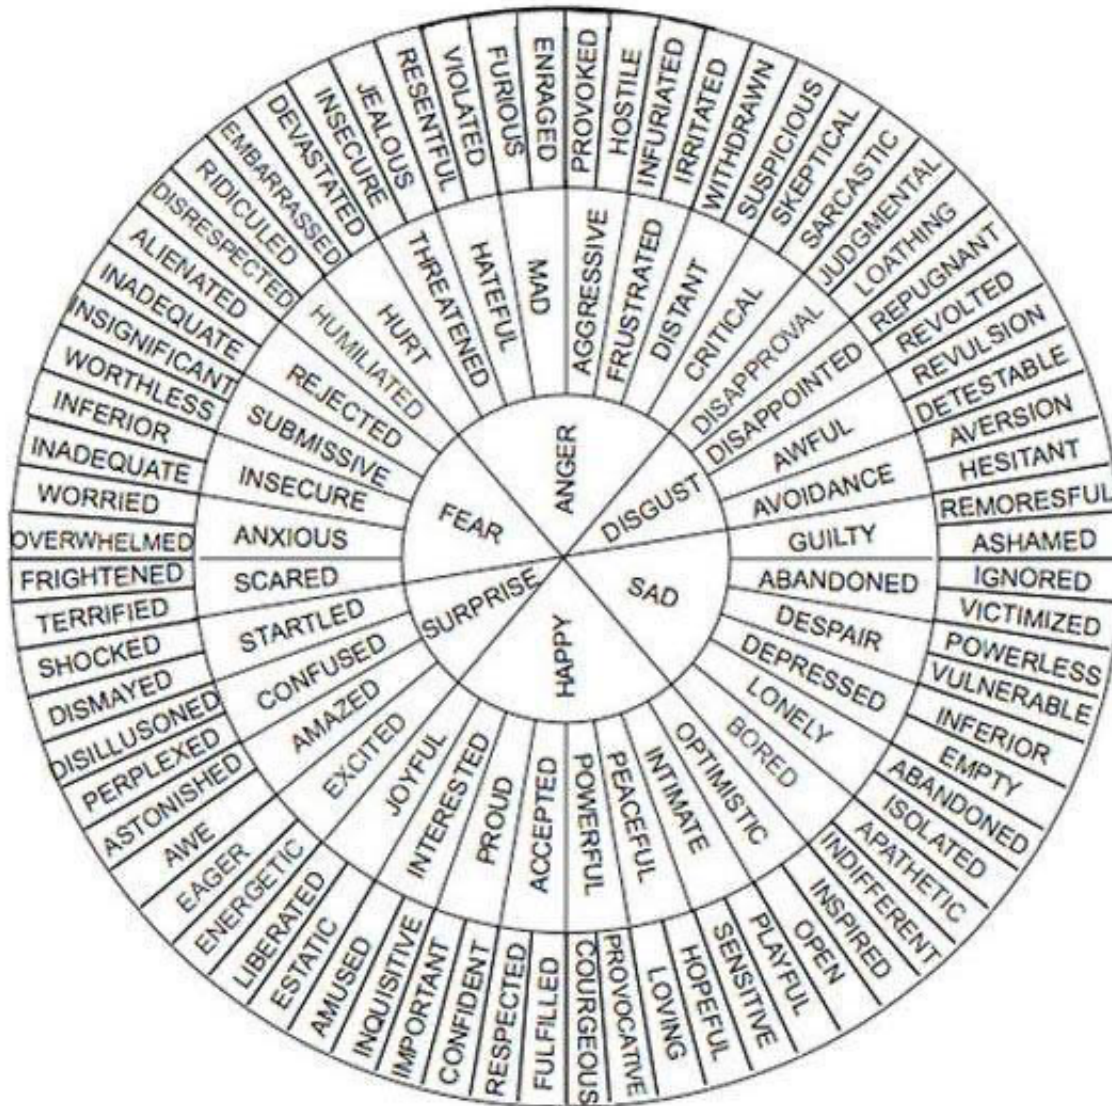 ANGER
DISGUST
SAD
HAPPY
SURPRISE
FEAR
MAD
AGGRESSIVE
FRUSTRATED
DISTANT
CRITICAL
DISAPPROVAL
DISAPPOINTED
AWFUL
AVOIDANCE
GUILTY
ABANDONED
DESPAIR
DEPRESSED
LONELY
BORED
OPTIMISTIC
INTIMATE
PEACEFUL
POWERFUL
ACCEPTED
PROUD
INTERESTED
JOYFUL
EXCITED
AMAZED
CONFUSED
STARTLED
SCARED
ANXIOUS
INSECURE
SUBMISSIVE
REJECTED
HUMILIATED
HURT
THREATENED
HATEFUL
ENRAGED
PROVOKED
HOSTILE
INFURIATED
IRRITATED
WITHDRAWN
SUSPICIOUS
SKEPTICAL
SARCASTIC
JUDGMENTAL
LOATHING
REPUGNANT
REVOLTED
REVULSION
DETESTABLE
AVERSION
HESITANT
REMORESFUL
ASHAMED
IGNORED
VICTIMIZED
POWERLESS
VULNERABLE
INFERIOR
EMPTY
ABANDONED
ISOLATED
APATHETIC
INDIFFERENT
INSPIRED
OPEN
PLAYFUL
SENSITIVE
HOPEFUL
LOVING
PROVOCATIVE
COURGEOUS
FULFILLED
RESPECTED
CONFIDENT
IMPORTANT
INQUISITIVE
AMUSED
ESTATIC
LIBERATED
ENERGETIC
EAGER
AWE
ASTONISHED
PERPLEXED
DISILLUSONED
DISMAYED
SHOCKED
TERRIFIED
FRIGHTENED
OVERWHELMED
WORRIED
INADEQUATE
INFERIOR
WORTHLESS
INSIGNIFICANT
INADEQUATE
ALIENATED
DISRESPECTED
RIDICULED
EMBARRASSED
DEVASTATED
INSECURE
JEALOUS
RESENTFUL
VIOLATED
FURIOUS